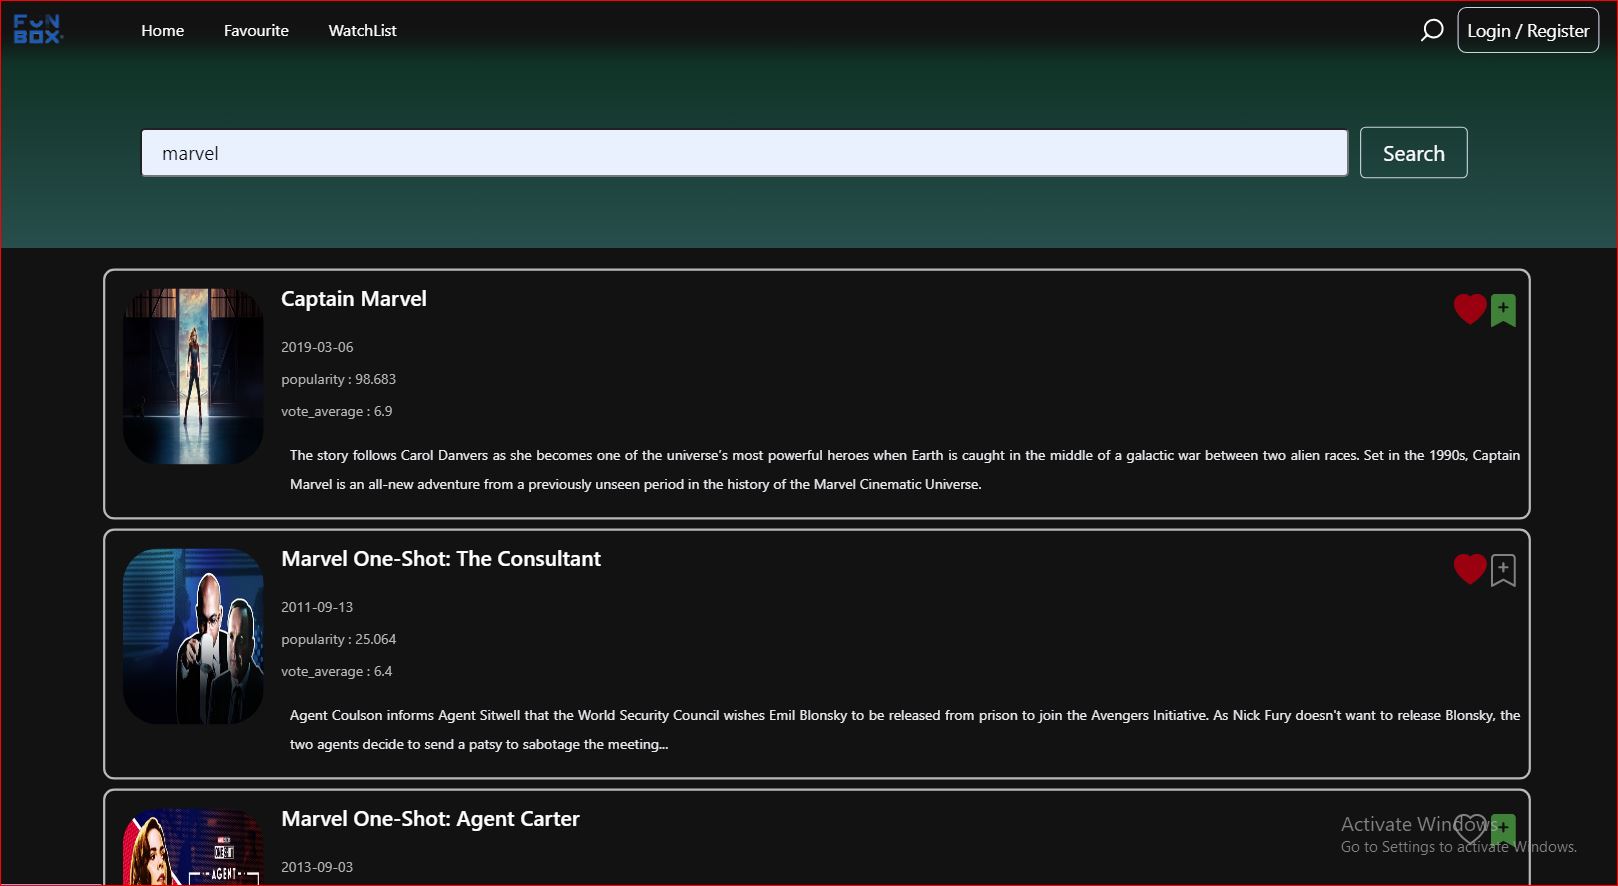 FUN
BOX
Home Favourite WatchList Login / Register
marvel Search
Captain Marvel
2019-03-06
popularity : 98.683
vote_average : 6.9
The story follows Carol Danvers as she becomes one of the universe’s most powerful heroes when Earth is caught in the middle of a galactic war between two alien races. Set in the 1990s, Captain
Marvel is an all-new adventure from a previously unseen period in the history of the Marvel Cinematic Universe.
Marvel One-Shot: The Consultant
2011-09-13
popularity : 25.064
vote_average : 6.4
Agent Coulson informs Agent Sitwell that the World Security Council wishes Emil Blonsky to be released from prison to join the Avengers Initiative. As Nick Fury doesn't want to release Blonsky, the
two agents decide to send a patsy to sabotage the meeting...
Marvel One-Shot: Agent Carter
2013-09-03
AGENT
Activate Windows
Go to Settings to activate Windows.